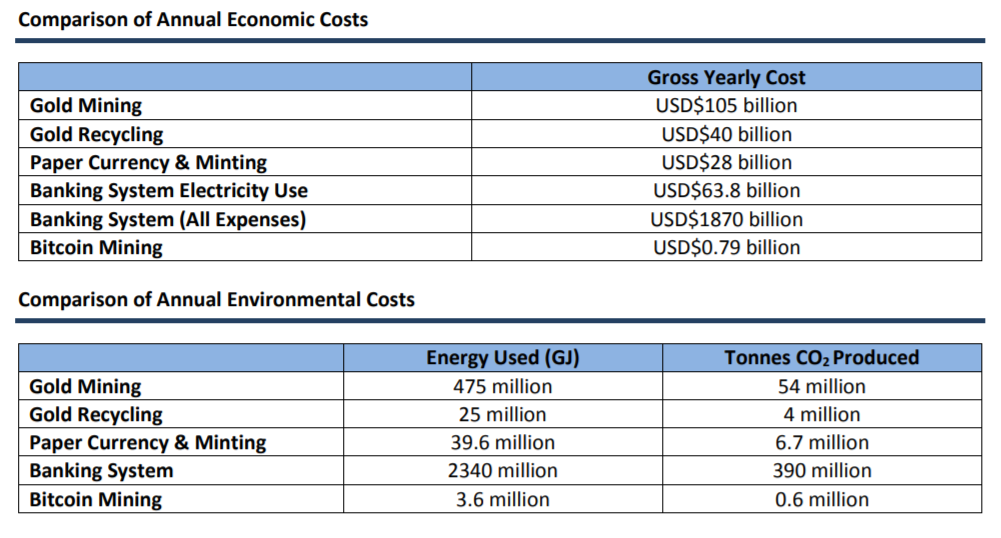 Comparison of Annual Economic Costs
Gross Yearly Cost
Gold Mining USD$105 billion
Gold Recycling USD$40 billion
Paper Currency & Minting USD$28 billion
Banking System Electricity Use USD$63.8 billion
Banking System (All Expenses) USD$1870 billion
Bitcoin Mining USD$0.79 billion
Comparison of Annual Environmental Costs
Energy Used (GJ) Tonnes CO₂ Produced
Gold Mining 475 million 54 million
Gold Recycling 25 million 4 million
Paper Currency & Minting 39.6 million 6.7 million
Banking System 2340 million 390 million
Bitcoin Mining 3.6 million 0.6 million